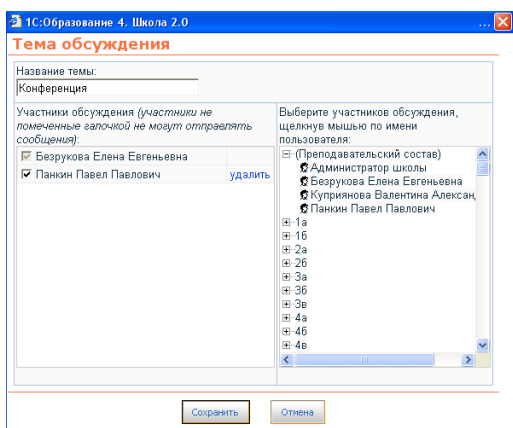 1С:Образование 4. Школа 2.0 ...
Тема обсуждения
Название темы:
Конференция
Участники обсуждения (участники не
помеченные галочкой не могут отправлять
сообщения):
Безрукова Елена Евгеньевна
Панкин Павел Павлович удалить
Выберите участников обсуждения,
щелкнув мышью по имени
пользователя:
(Преподавательский состав)
Администратор школы
Безрукова Елена Евгеньевна
Куприянова Валентина Алексан
Панкин Павел Павлович
1а
1б
2а
2б
3а
3б
3в
4а
4б
4в
Сохранить Отмена